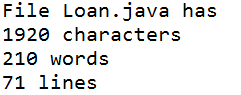 File Loan.java has
1920 characters
210 words
71 lines